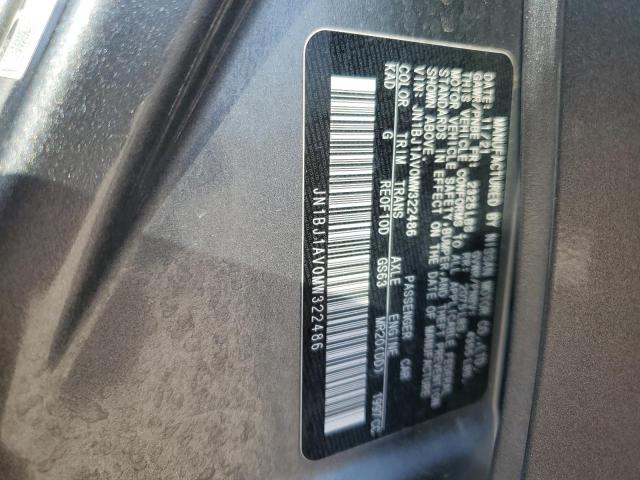 MANUFACTURED BY NISSAN MOTOR CO., LTD.
DATE: 11/21
THIS VEHICLE CONFORMS TO ALL APPLICABLE FEDERAL
MOTOR VEHICLE SAFETY, BUMPER, AND THEFT PREVENTION
STANDARDS IN EFFECT ON THE DATE OF MANUFACTURE
SHOWN ABOVE.
VIN: JN1BJ1AV0MW322486 PASSENGER CAR
COLOR TRIM TRANS AXLE ENGINE
KAD G RE0F10D GS63 MR20(DD) 1997CC
JN1BJ1AV0MW322486